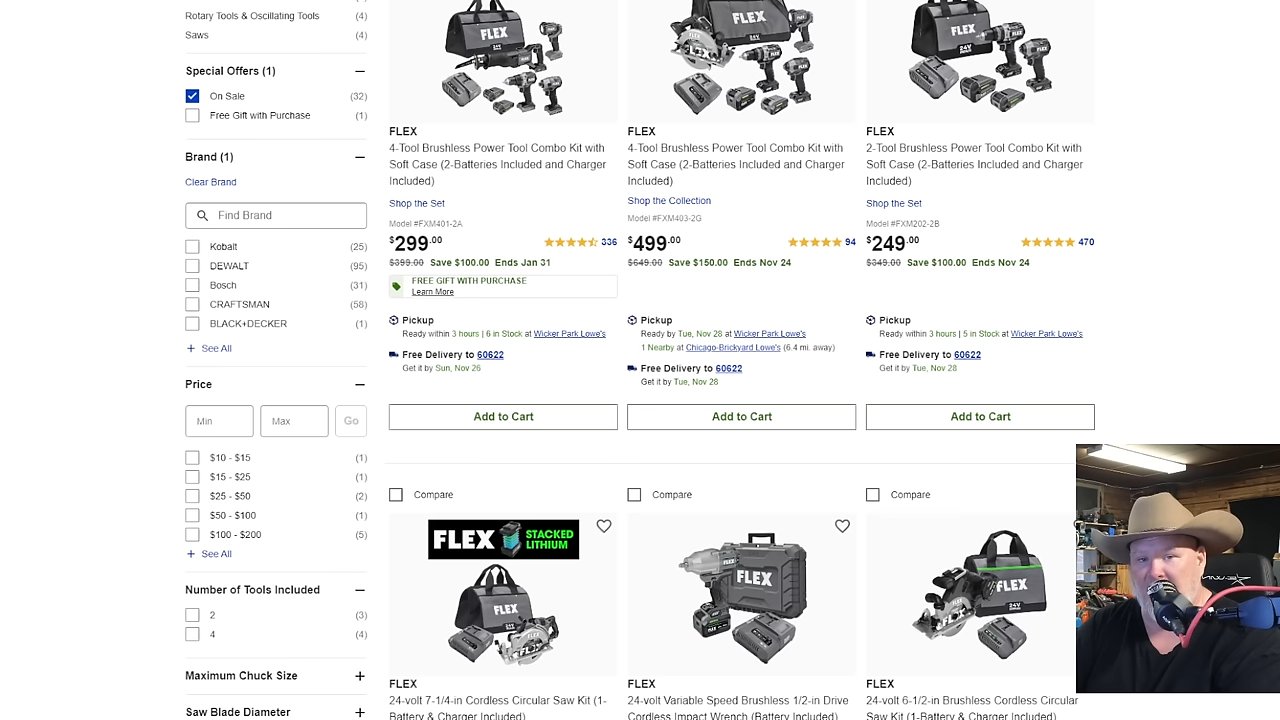 Rotary Tools & Oscillating Tools (4)
Saws (4)
Special Offers (1)
On Sale (32)
Free Gift with Purchase (1)
Brand (1)
Clear Brand
Find Brand
Kobalt (25)
DEWALT (95)
Bosch (31)
CRAFTSMAN (58)
BLACK+DECKER (1)
+ See All
Price
Min Max Go
$10 - $15 (1)
$15 - $25 (1)
$25 - $50 (2)
$50 - $100 (1)
$100 - $200 (5)
+ See All
Number of Tools Included
2 (3)
4 (4)
Maximum Chuck Size
Saw Blade Diameter
FLEX
24V
FLEX
4-Tool Brushless Power Tool Combo Kit with
Soft Case (2-Batteries Included and Charger
Included)
Shop the Set
Model #FXM401-2A
$299.00
336
$399.00 Save $100.00 Ends Jan 31
FREE GIFT WITH PURCHASE
Learn More
Pickup
Ready within 3 hours | 6 in Stock at Wicker Park Lowe's
Free Delivery to 60622
Get it by Sun, Nov 26
Add to Cart
FLEX
FLEX
4-Tool Brushless Power Tool Combo Kit with
Soft Case (2-Batteries Included and Charger
Included)
Shop the Collection
Model #FXM403-2G
$499.00
94
$649.00 Save $150.00 Ends Nov 24
Pickup
Ready by Tue, Nov 28 at Wicker Park Lowe's
1 Nearby at Chicago-Brickyard Lowe's (6.4 mi. away)
Free Delivery to 60622
Get it by Tue, Nov 28
Add to Cart
FLEX
24V
FLEX
2-Tool Brushless Power Tool Combo Kit with
Soft Case (2-Batteries Included and Charger
Included)
Shop the Set
Model #FXM202-2B
$249.00
470
$349.00 Save $100.00 Ends Nov 24
Pickup
Ready within 3 hours | 5 in Stock at Wicker Park Lowe's
Free Delivery to 60622
Get it by Tue, Nov 28
Add to Cart
Compare
FLEX STACKED
LITHIUM
FLEX
24V
FLEX
24-volt 7-1/4-in Cordless Circular Saw Kit (1-
Battery & Charger Included)
Compare
FLEX
FLEX
24-volt Variable Speed Brushless 1/2-in Drive
Cordless Impact Wrench (Battery Included)
Compare
FLEX
24V
FLEX
24-volt 6-1/2-in Brushless Cordless Circular
Saw Kit (1-Battery & Charger Included)